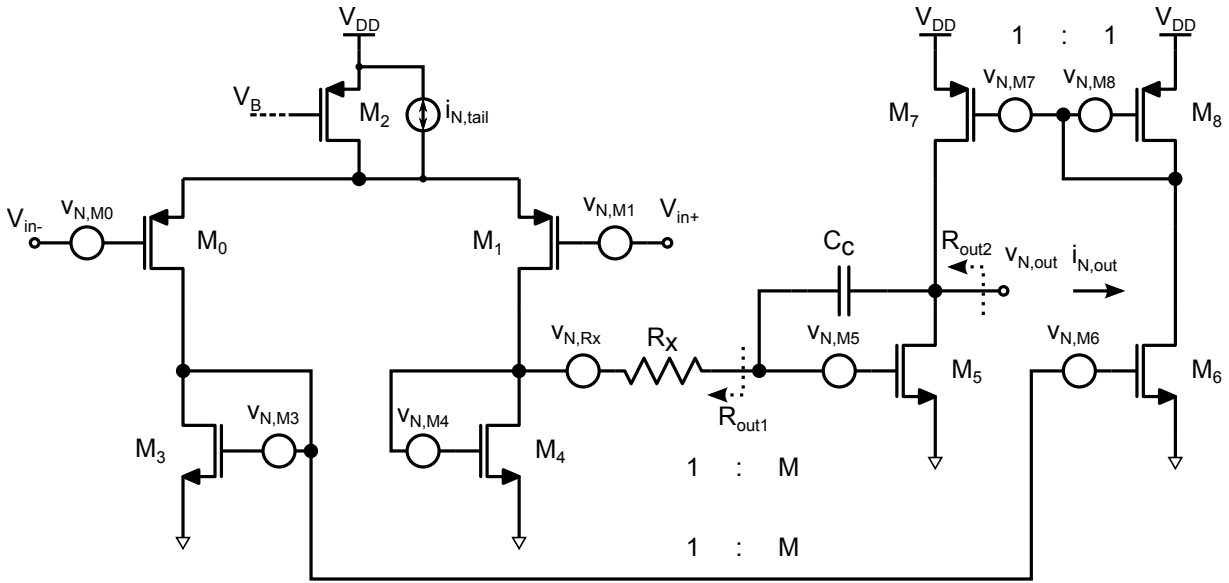 V_DD V_DD 1 : 1 V_DD
V_B M_2 i_N,tail
M_7 v_N,M7 v_N,M8 M_8
V_in- v_N,M0 M_0 M_1 v_N,M1 V_in+
C_C R_out2 v_N,out i_N,out
v_N,Rx R_X v_N,M5 M_5 v_N,M6 M_6
R_out1
M_3 v_N,M3 v_N,M4 M_4
1 : M
1 : M